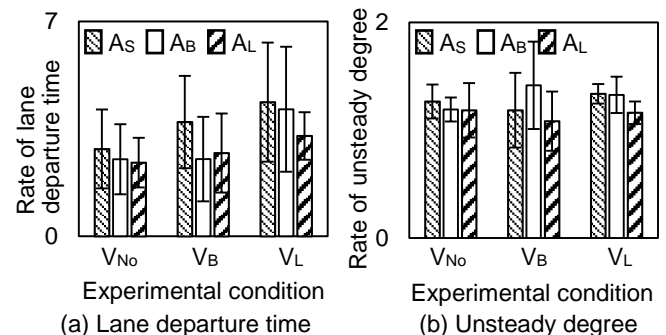 7
Rate of lane
departure time
0
AS AB AL
VNo VB VL
Experimental condition
(a) Lane departure time
2
Rate of unsteady degree
0
AS AB AL
VNo VB VL
Experimental condition
(b) Unsteady degree